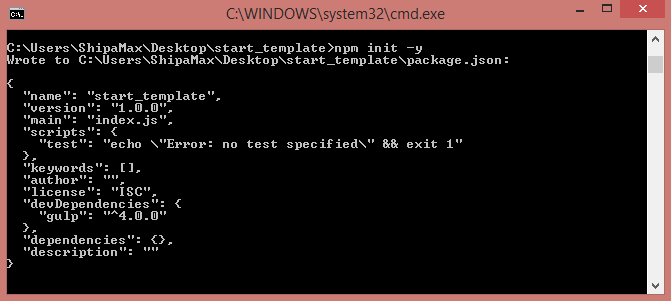 C:\WINDOWS\system32\cmd.exe
C:\Users\ShipaMax\Desktop\start_template>npm init -y
Wrote to C:\Users\ShipaMax\Desktop\start_template\package.json:
{
  "name": "start_template",
  "version": "1.0.0",
  "main": "index.js",
  "scripts": {
    "test": "echo \"Error: no test specified\" && exit 1"
  },
  "keywords": [],
  "author": "",
  "license": "ISC",
  "devDependencies": {
    "gulp": "^4.0.0"
  },
  "dependencies": {},
  "description": ""
}